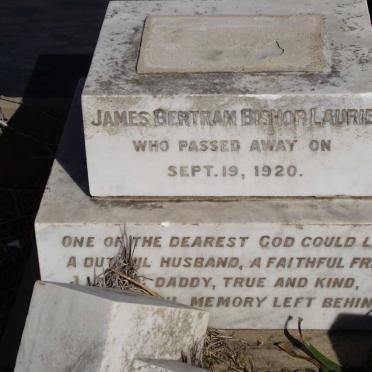 JAMES BERTRAM BISHOP LAURIE
WHO PASSED AWAY ON
SEPT. 19, 1920.
ONE OF THE DEAREST GOD COULD
A HUSBAND, A FAITHFUL
DADDY, TRUE AND KIND,
MEMORY LEFT